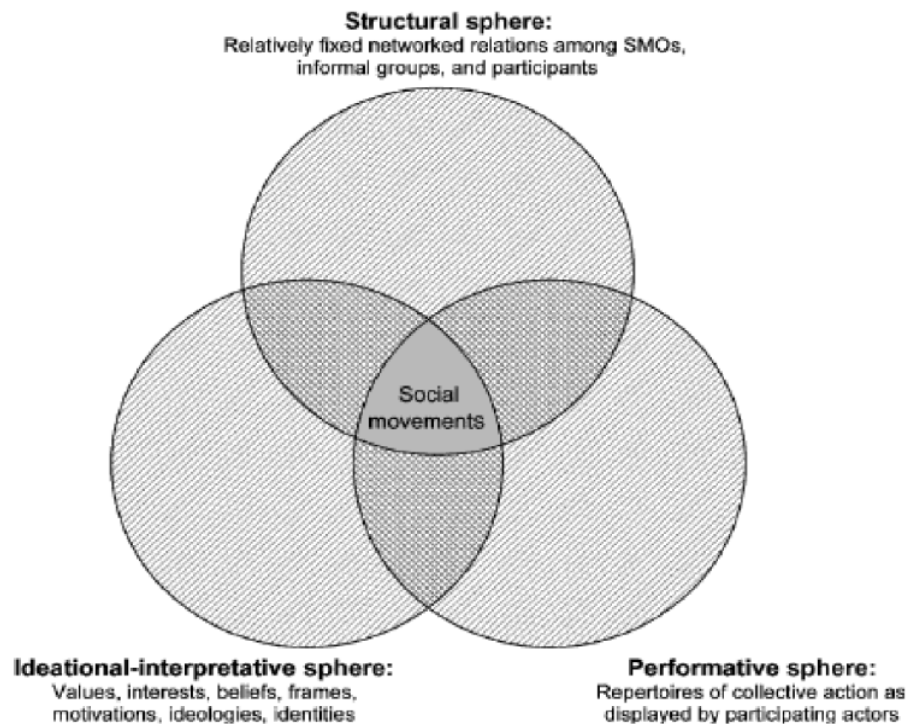 Structural sphere:
Relatively fixed networked relations among SMOs,
informal groups, and participants
Social
movements
Ideational-interpretative sphere:
Values, interests, beliefs, frames,
motivations, ideologies, identities
Performative sphere:
Repertoires of collective action as
displayed by participating actors